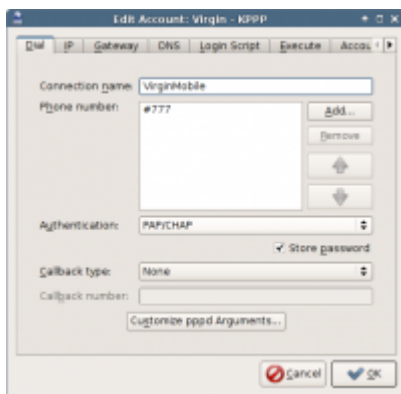 Edit Account: Virgin - KPPP
Dial IP Gateway DNS Login Script Execute Accou
Connection name: VirginMobile
Phone number: #777
Add...
Remove
Authentication: PAP/CHAP
Store password
Callback type: None
Callback number:
Customize pppd Arguments...
Cancel OK